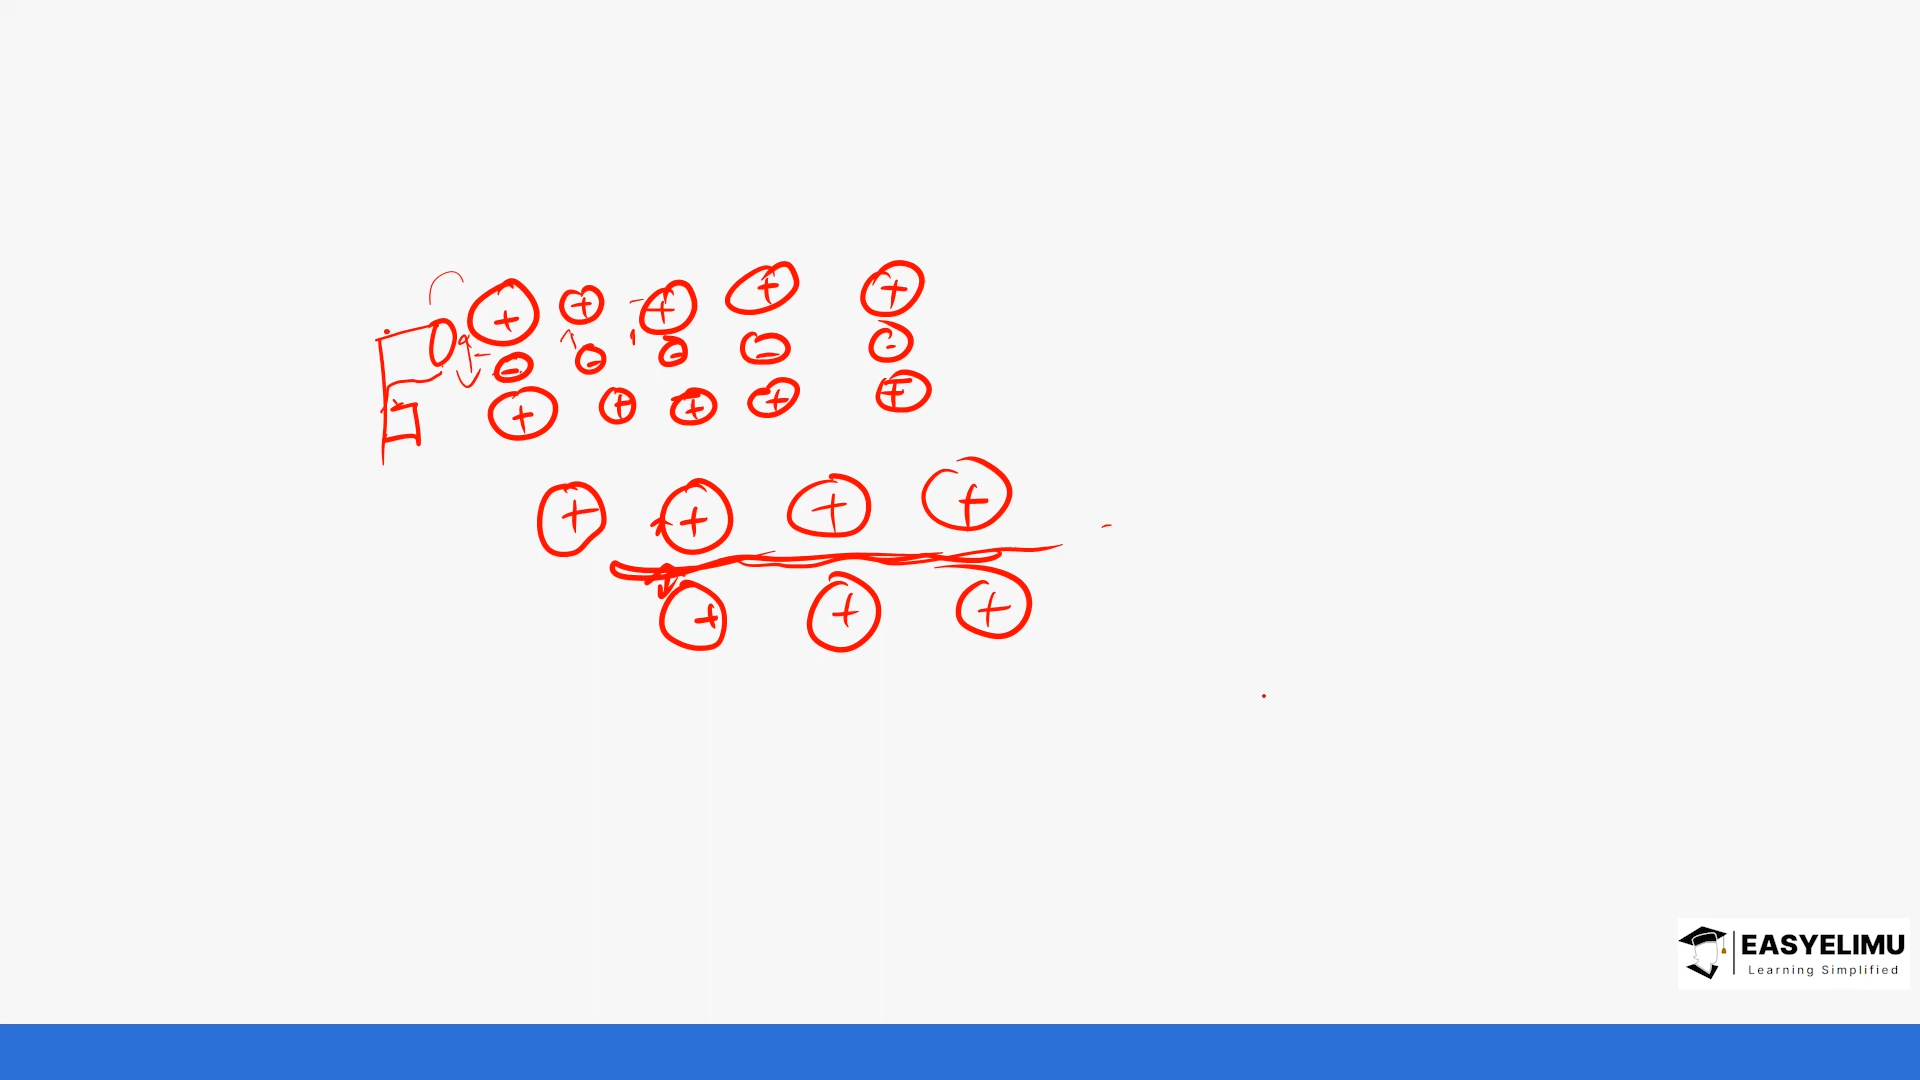 + + + + +
- - - - -
+ + + + +
+ + + +
+ + +
EASYELIMU
Learning Simplified